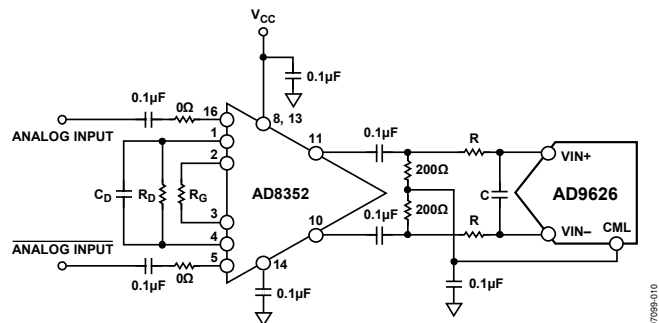 VCC
0.1µF
0.1µF
0Ω
16
8, 13
ANALOG INPUT
1
11
0.1µF
2
R
VIN+
200Ω
CD
RD
RG
AD8352
C
AD9626
3
200Ω
0.1µF
4
10
R
VIN–
CML
ANALOG INPUT
5
14
0.1µF
0Ω
0.1µF
0.1µF
07099-010